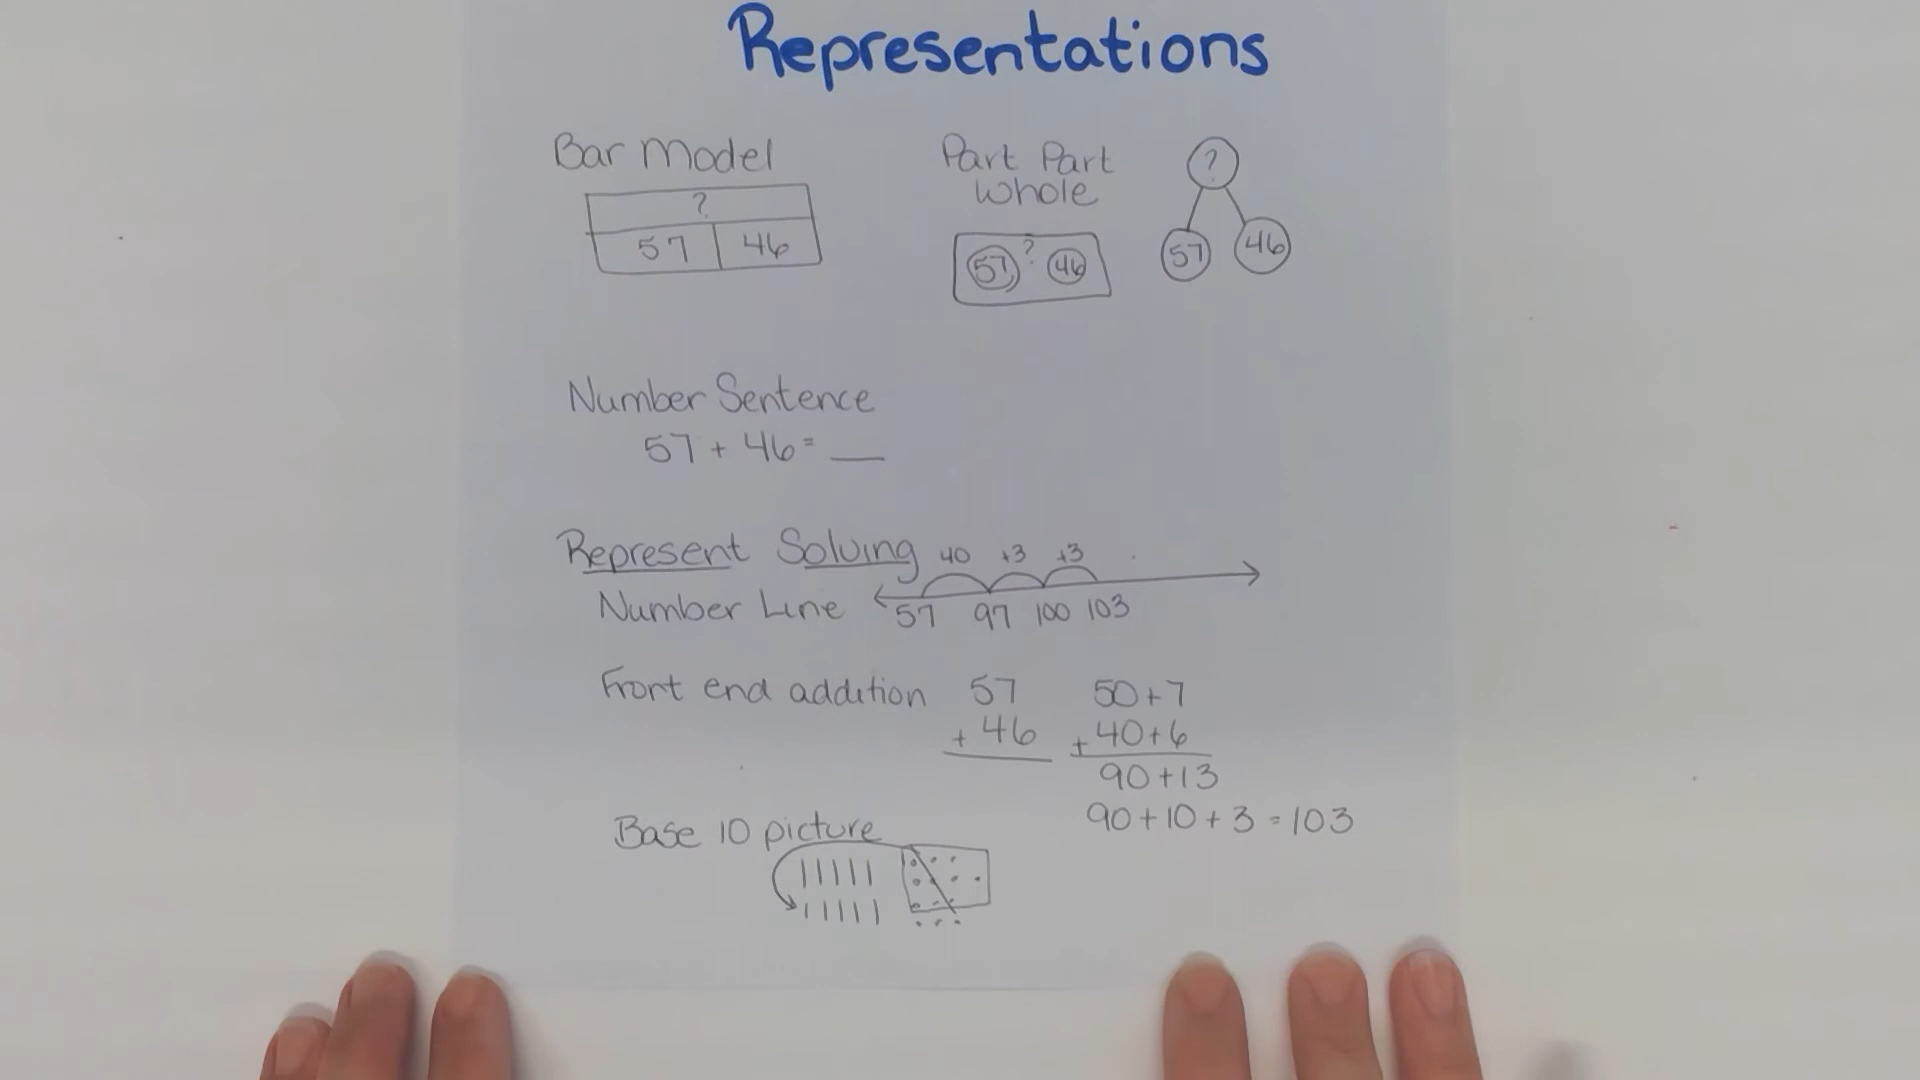 Representations
Bar Model
?
57 46
Part Part
Whole
57 ? 46
?
57 46
Number Sentence
57 + 46 = __
Represent Solving
40 +3 +3
Number Line
57 97 100 103
Front end addition
57
+ 46
50+7
+ 40+6
90+13
90+10+3=103
Base 10 picture